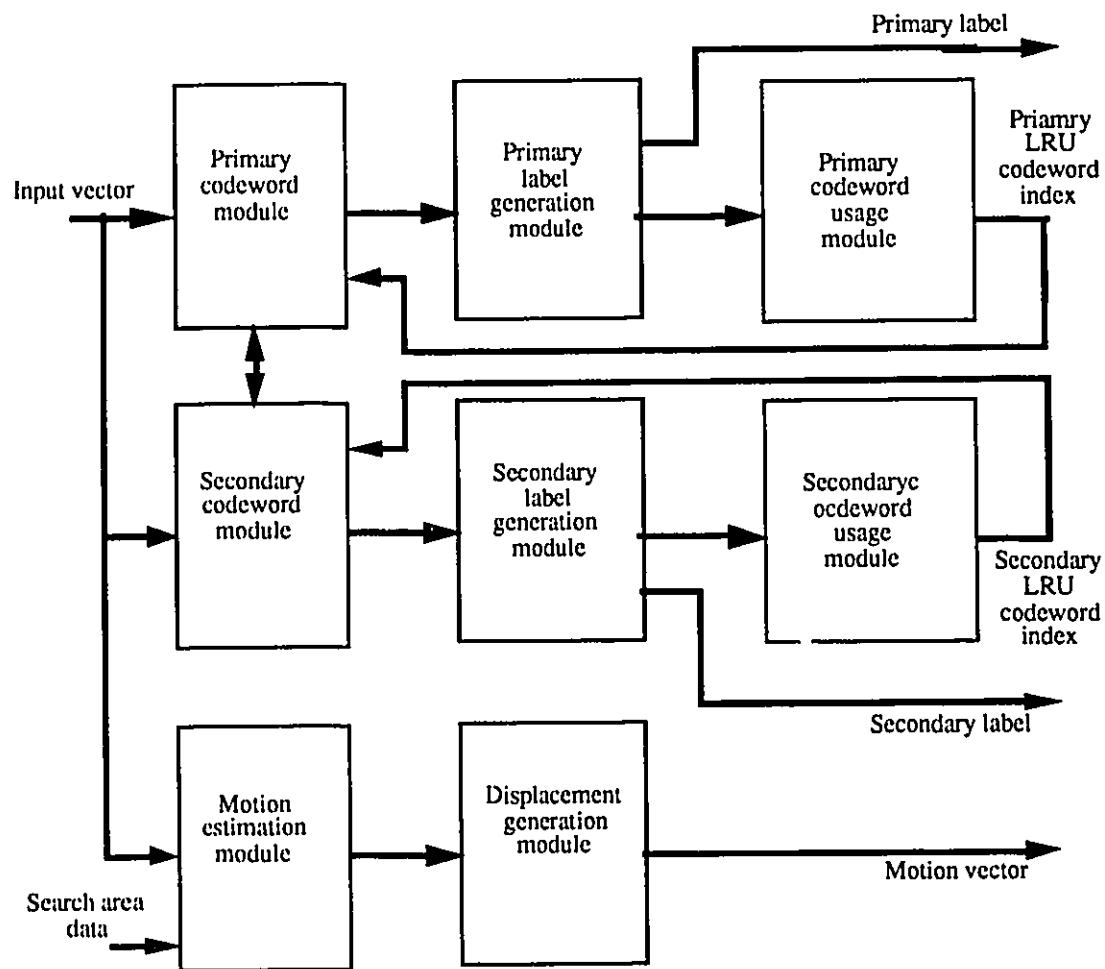 Primary label
Primary
codeword
module
Primary
label
generation
module
Primary
codeword
usage
module
Priamry
LRU
codeword
index
Input vector
Secondary
codeword
module
Secondary
label
generation
module
Secondaryc
ocdeword
usage
module
Secondary
LRU
codeword
index
Secondary label
Motion
estimation
module
Displacement
generation
module
Motion vector
Search area
data